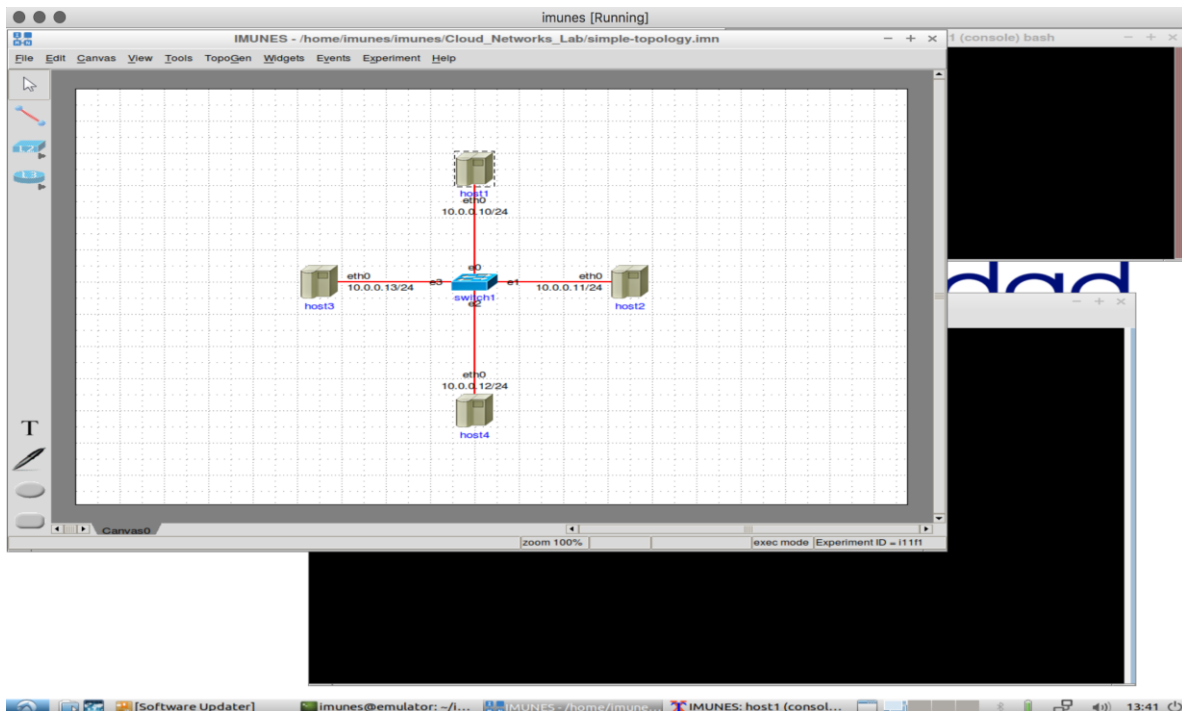 imunes [Running]
IMUNES - /home/imunes/imunes/Cloud_Networks_Lab/simple-topology.imn
1 (console) bash
File Edit Canvas View Tools TopoGen Widgets Events Experiment Help
host1
eth0
10.0.0.10/24
e0
eth0
10.0.0.13/24
e3
e1
eth0
10.0.0.11/24
host3
switch1
e2
host2
eth0
10.0.0.12/24
host4
T
Canvas0
zoom 100%
exec mode
Experiment ID = i11f1
[Software Updater]
imunes@emulator: ~/i...
IMUNES - /home/imune...
IMUNES: host1 (consol...
13:41